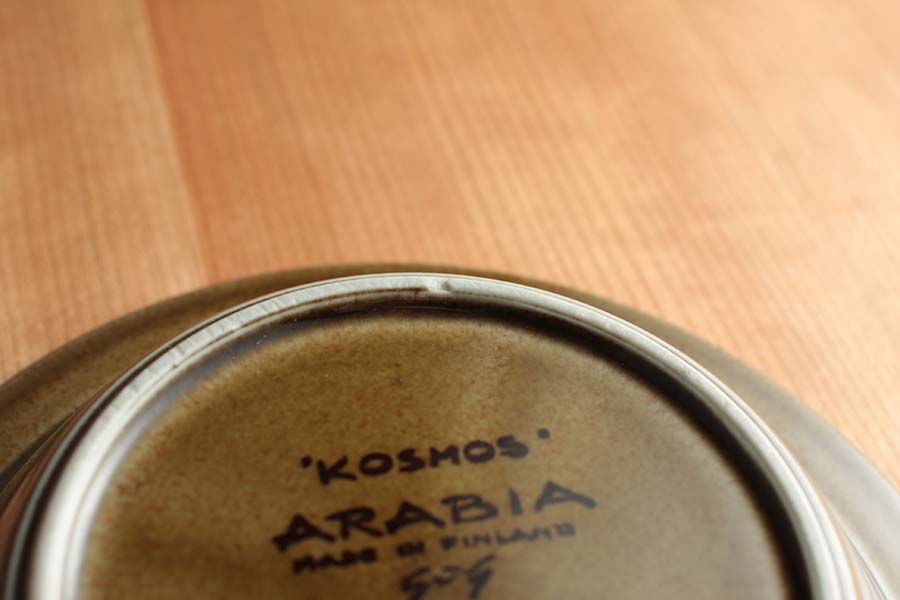 'KOSMOS'
ARABIA
MADE IN FINLAND